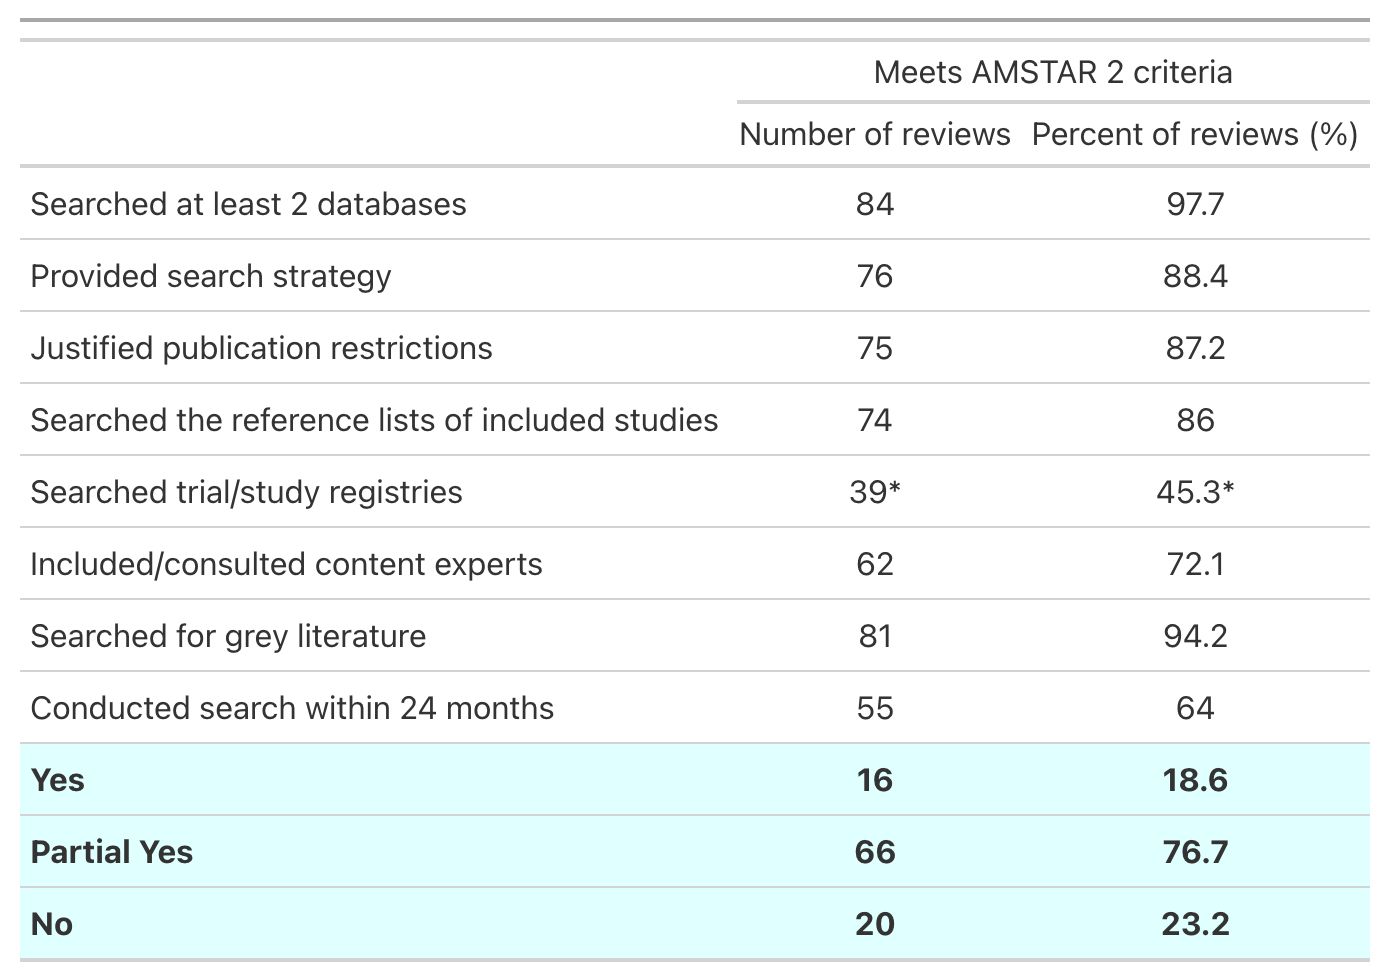 Meets AMSTAR 2 criteria
Number of reviews Percent of reviews (%)
Searched at least 2 databases 84 97.7
Provided search strategy 76 88.4
Justified publication restrictions 75 87.2
Searched the reference lists of included studies 74 86
Searched trial/study registries 39* 45.3*
Included/consulted content experts 62 72.1
Searched for grey literature 81 94.2
Conducted search within 24 months 55 64
Yes 16 18.6
Partial Yes 66 76.7
No 20 23.2